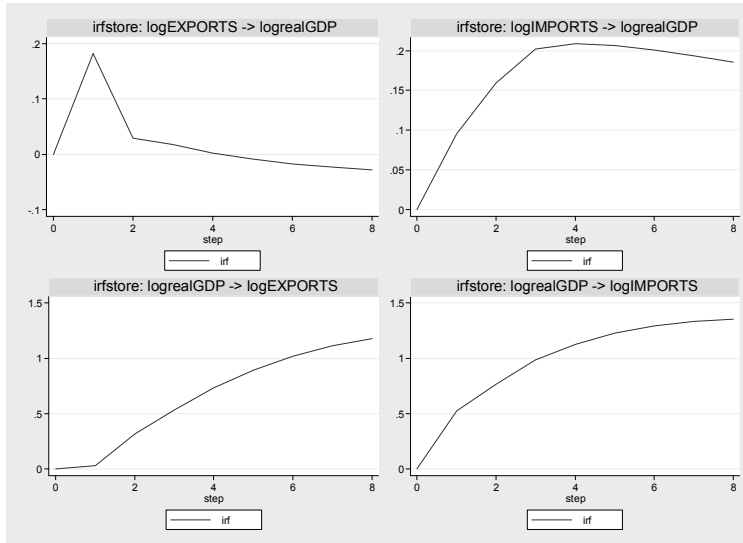 irfstore: logEXPORTS -> logrealGDP
.2
.1
0
-.1
0 2 4 6 8
step
irf
irfstore: logIMPORTS -> logrealGDP
.2
.15
.1
.05
0
0 2 4 6 8
step
irf
irfstore: logrealGDP -> logEXPORTS
1.5
1
.5
0
0 2 4 6 8
step
irf
irfstore: logrealGDP -> logIMPORTS
1.5
1
.5
0
0 2 4 6 8
step
irf